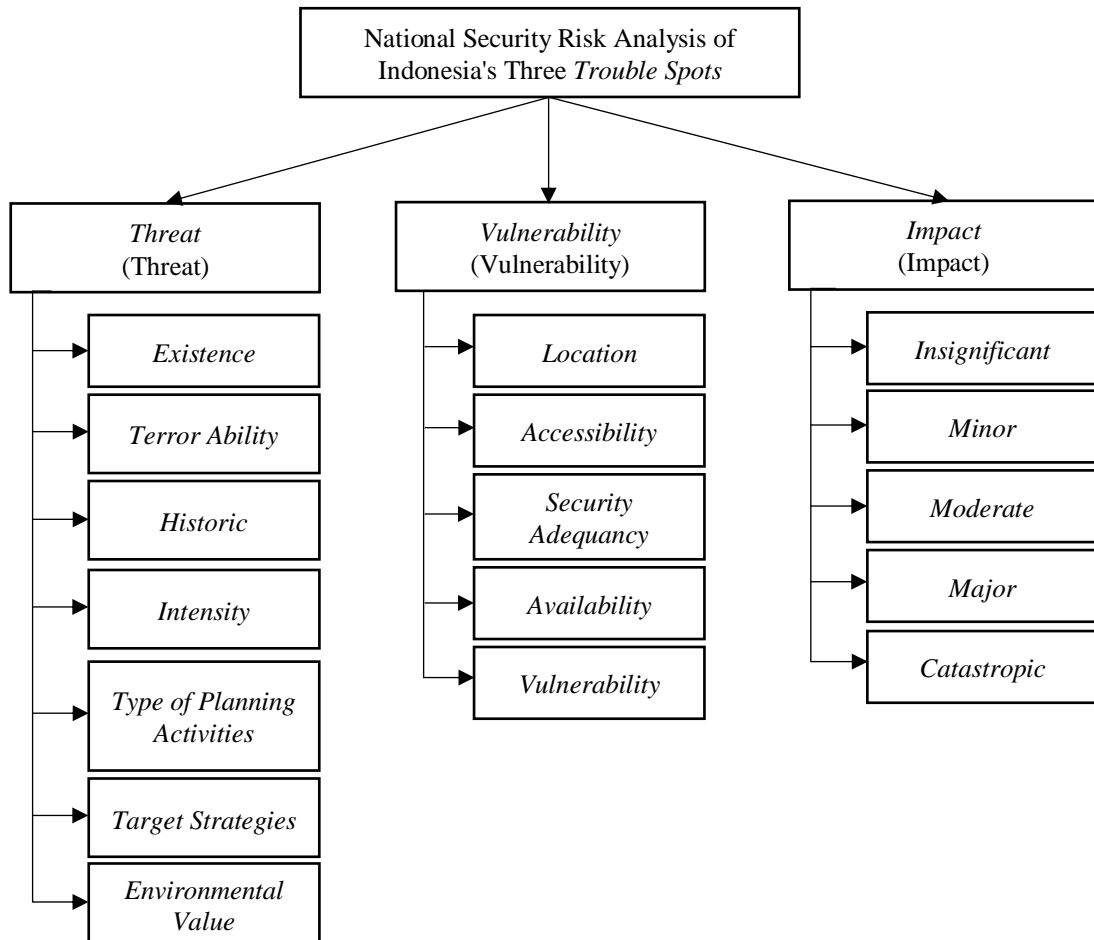 National Security Risk Analysis of
Indonesia's Three Trouble Spots
Threat
(Threat)
Existence
Terror Ability
Historic
Intensity
Type of Planning
Activities
Target Strategies
Environmental
Value
Vulnerability
(Vulnerability)
Location
Accessibility
Security
Adequancy
Availability
Vulnerability
Impact
(Impact)
Insignificant
Minor
Moderate
Major
Catastropic